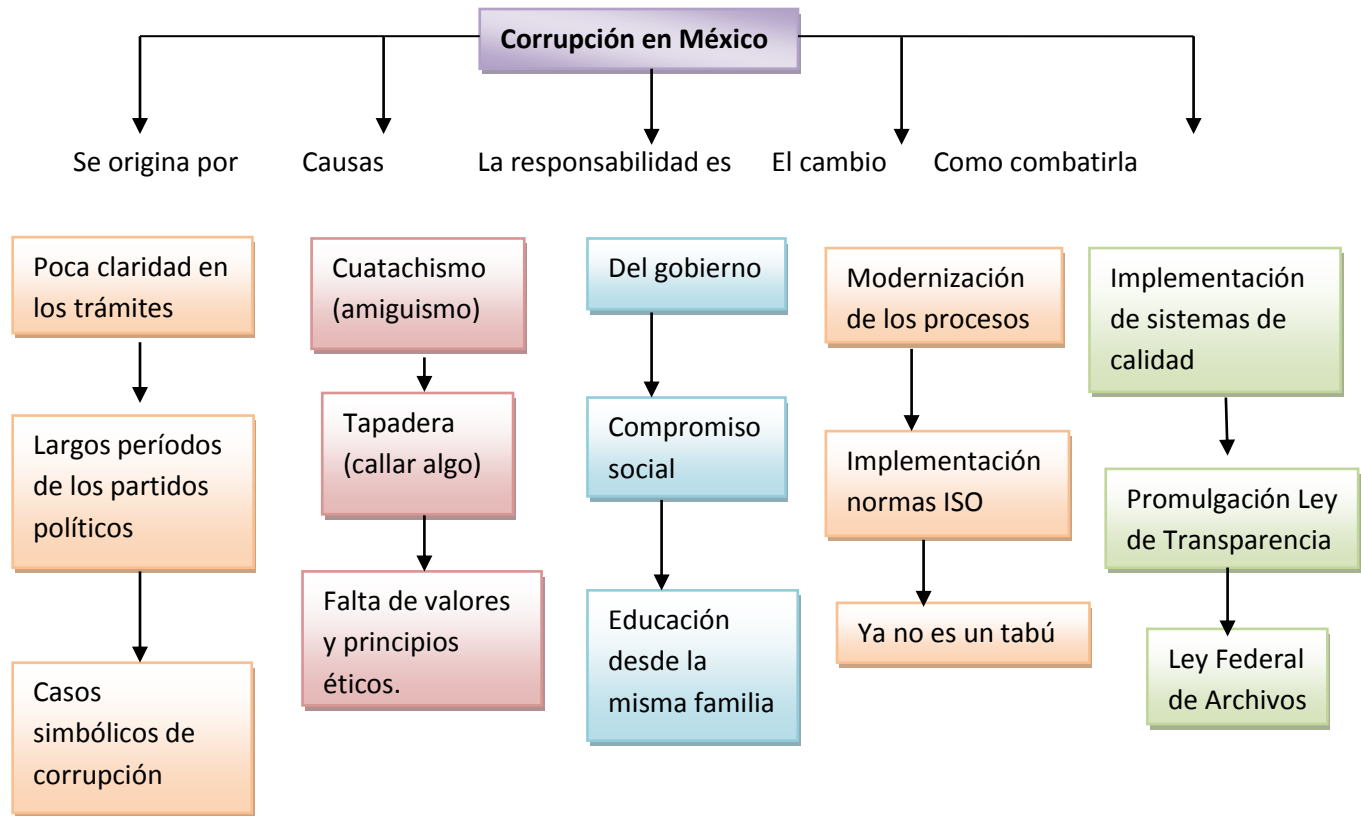 Corrupción en México
Se origina por
Causas
La responsabilidad es
El cambio
Como combatirla
Poca claridad en
los trámites
Largos períodos
de los partidos
políticos
Casos
simbólicos de
corrupción
Cuatachismo
(amiguismo)
Tapadera
(callar algo)
Falta de valores
y principios
éticos.
Del gobierno
Compromiso
social
Educación
desde la
misma familia
Modernización
de los procesos
Implementación
normas ISO
Ya no es un tabú
Implementación
de sistemas de
calidad
Promulgación Ley
de Transparencia
Ley Federal
de Archivos